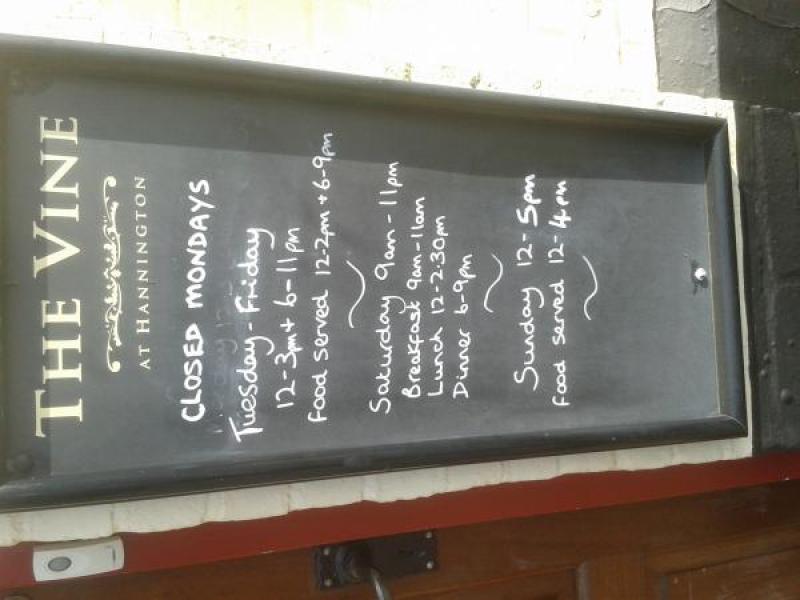 THE VINE
AT HANNINGTON
CLOSED MONDAYS
Tuesday - Friday
12-3pm + 6-11pm
food served 12-2pm + 6-9pm
Saturday 9am - 11pm
Breakfast 9am - 11am
Lunch 12-2:30pm
Dinner 6-9pm
Sunday 12-5pm
food served 12-4pm